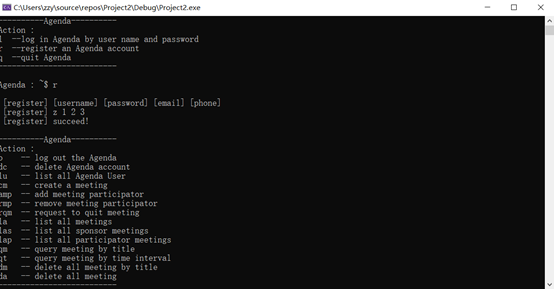 C:\Users\zzy\source\repos\Project2\Debug\Project2.exe
-----------Agenda-----------
Action :
l --log in Agenda by user name and password
r --register an Agenda account
q --quit Agenda
----------------------------
Agenda : ~$ r
[register] [username] [password] [email] [phone]
[register] z 1 2 3
[register] succeed!
-----------Agenda-----------
Action :
o -- log out the Agenda
dc -- delete Agenda account
lu -- list all Agenda User
cm -- create a meeting
amp -- add meeting participator
rmp -- remove meeting participator
rqm -- request to quit meeting
la -- list all meetings
las -- list all sponsor meetings
lap -- list all participator meetings
qm -- query meeting by title
qt -- query meeting by time interval
dm -- delete all meeting by title
da -- delete all meeting
----------------------------